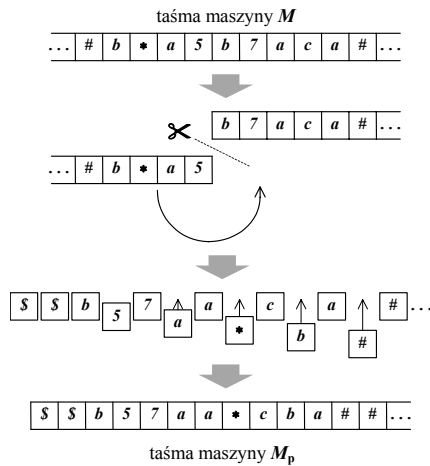 taśma maszyny M
... # b * a 5 b 7 a c a # ...
b 7 a c a # ...
... # b * a 5
$ $ b 5 7 a a * c b a # # ...
$ $ b 5 7 a a * c b a # # ...
taśma maszyny Mp